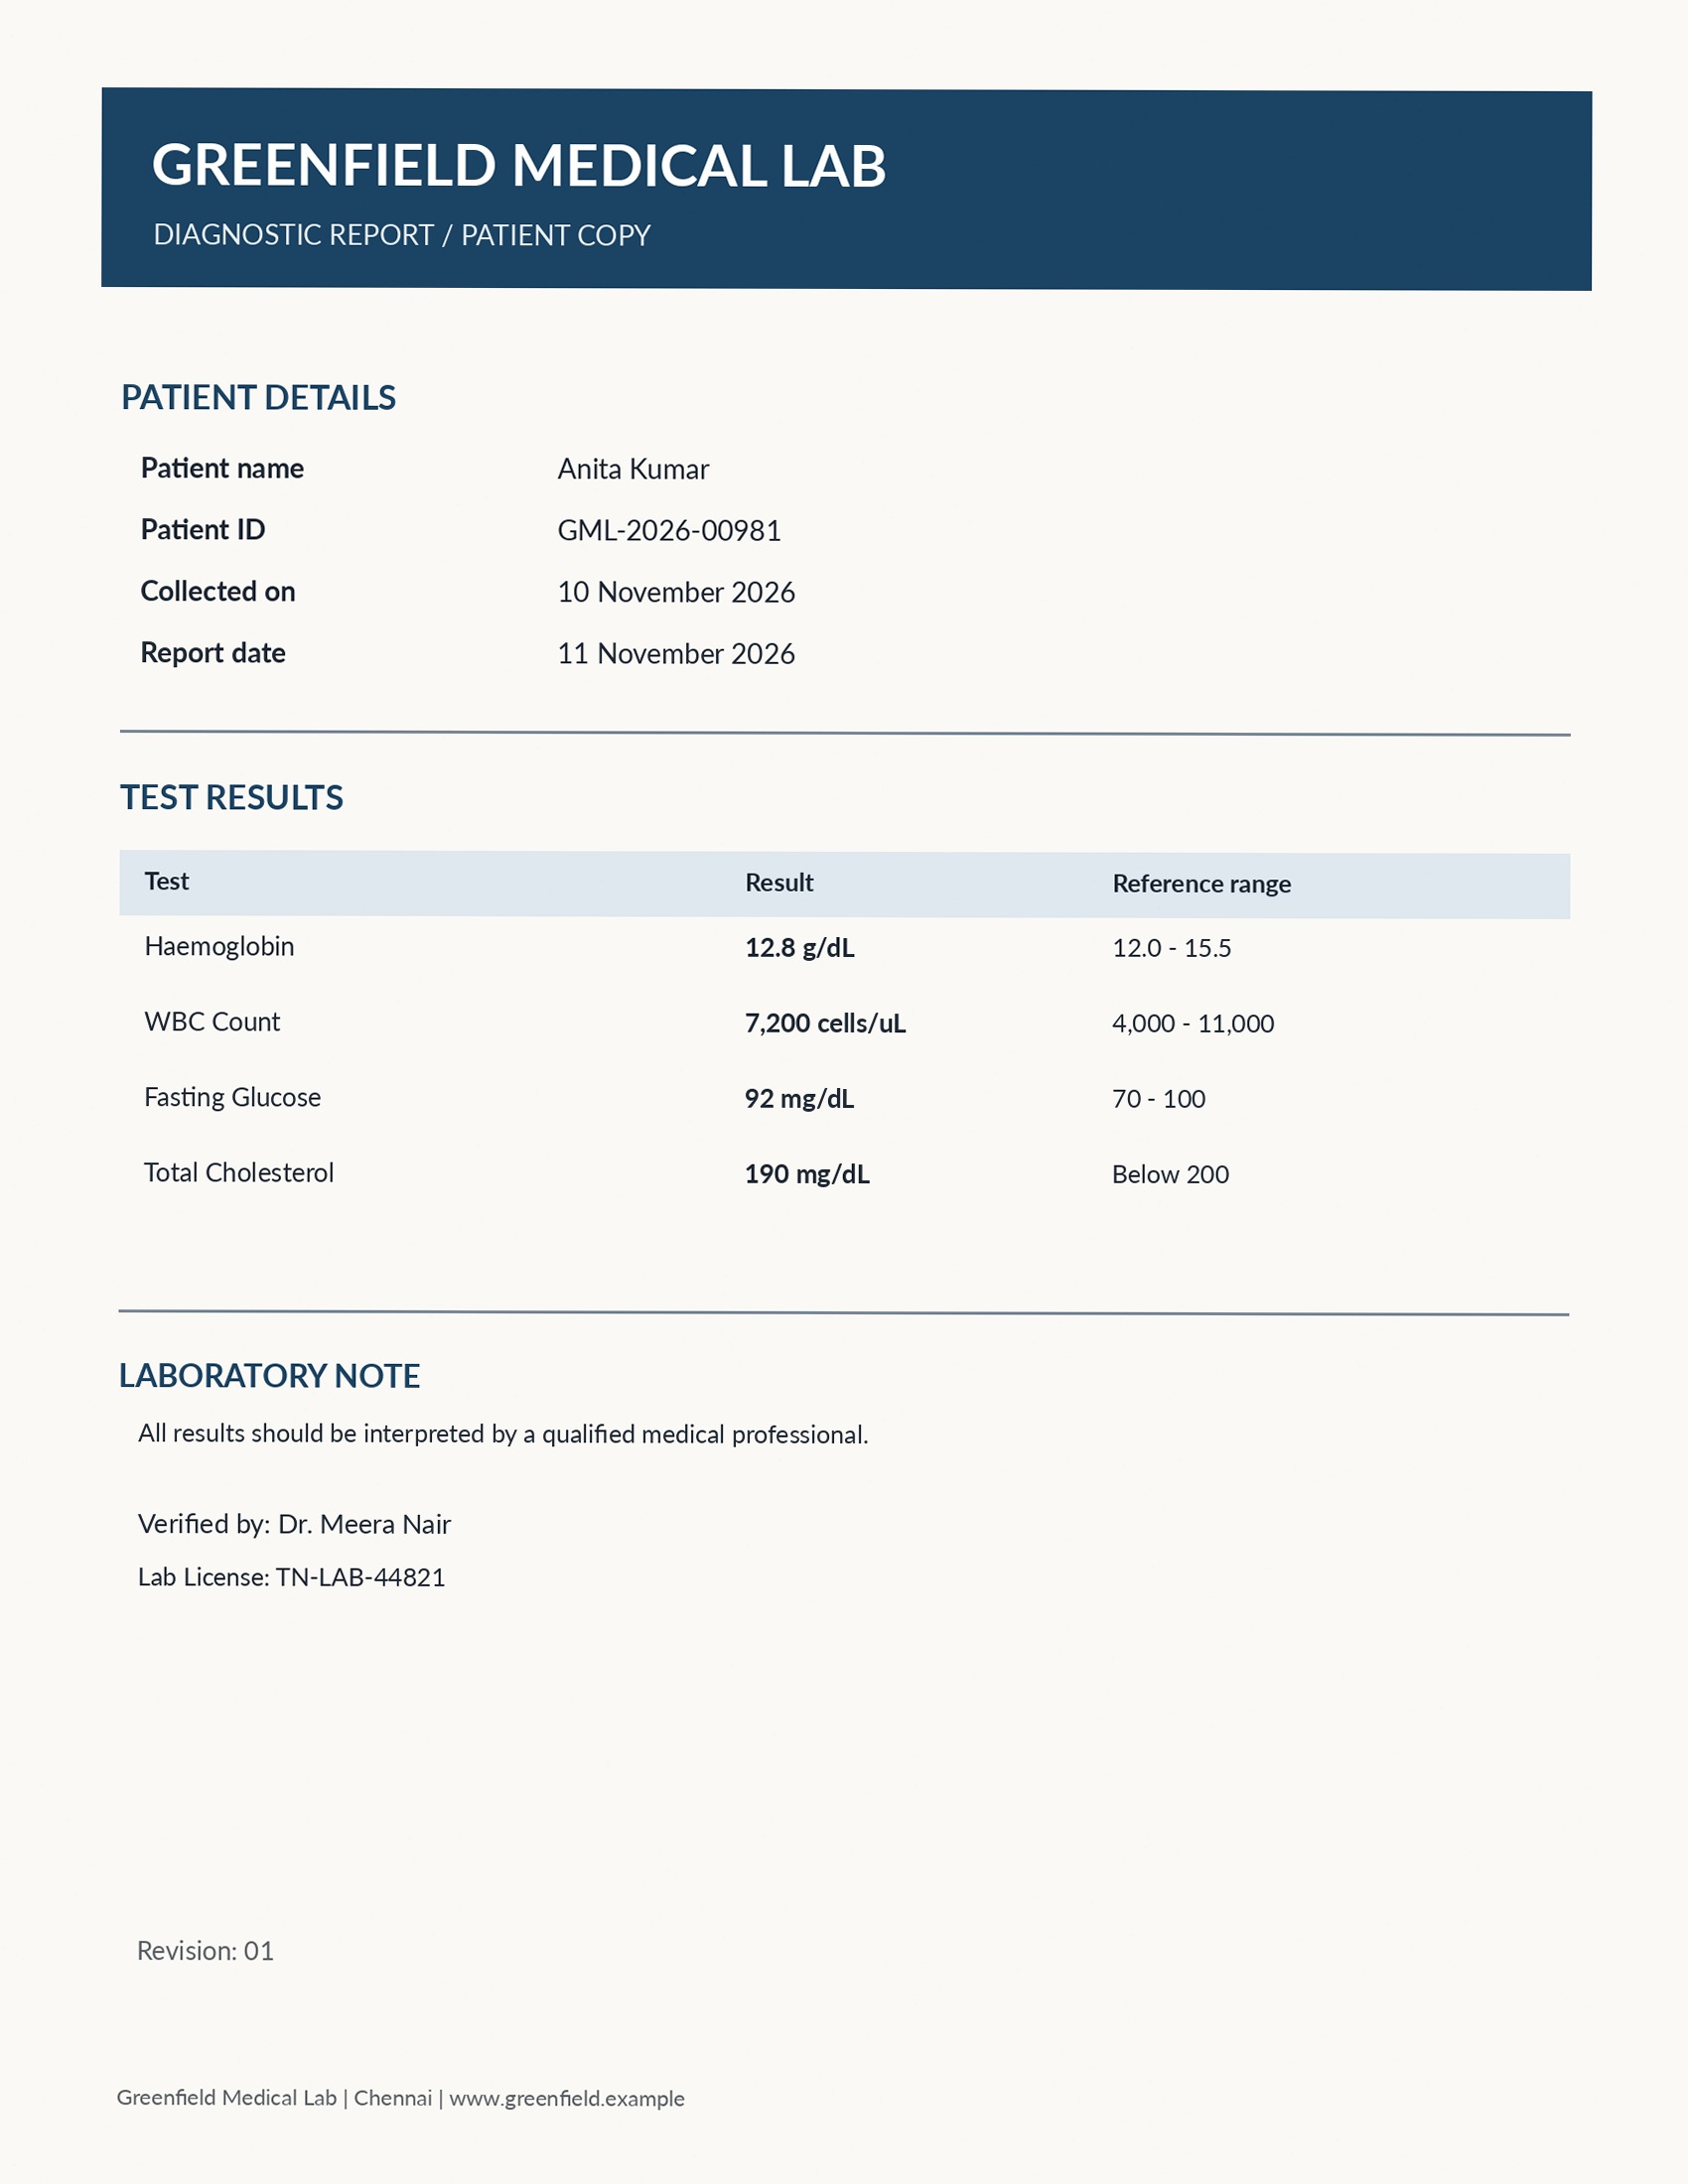 GREENFIELD MEDICAL LAB
DIAGNOSTIC REPORT / PATIENT COPY
PATIENT DETAILS
Patient name Anita Kumar
Patient ID GML-2026-00981
Collected on 10 November 2026
Report date 11 November 2026
TEST RESULTS
Test Result Reference range
Haemoglobin 12.8 g/dL 12.0 - 15.5
WBC Count 7,200 cells/uL 4,000 - 11,000
Fasting Glucose 92 mg/dL 70 - 100
Total Cholesterol 190 mg/dL Below 200
LABORATORY NOTE
All results should be interpreted by a qualified medical professional.
Verified by: Dr. Meera Nair
Lab License: TN-LAB-44821
Revision: 01
Greenfield Medical Lab | Chennai | www.greenfield.example